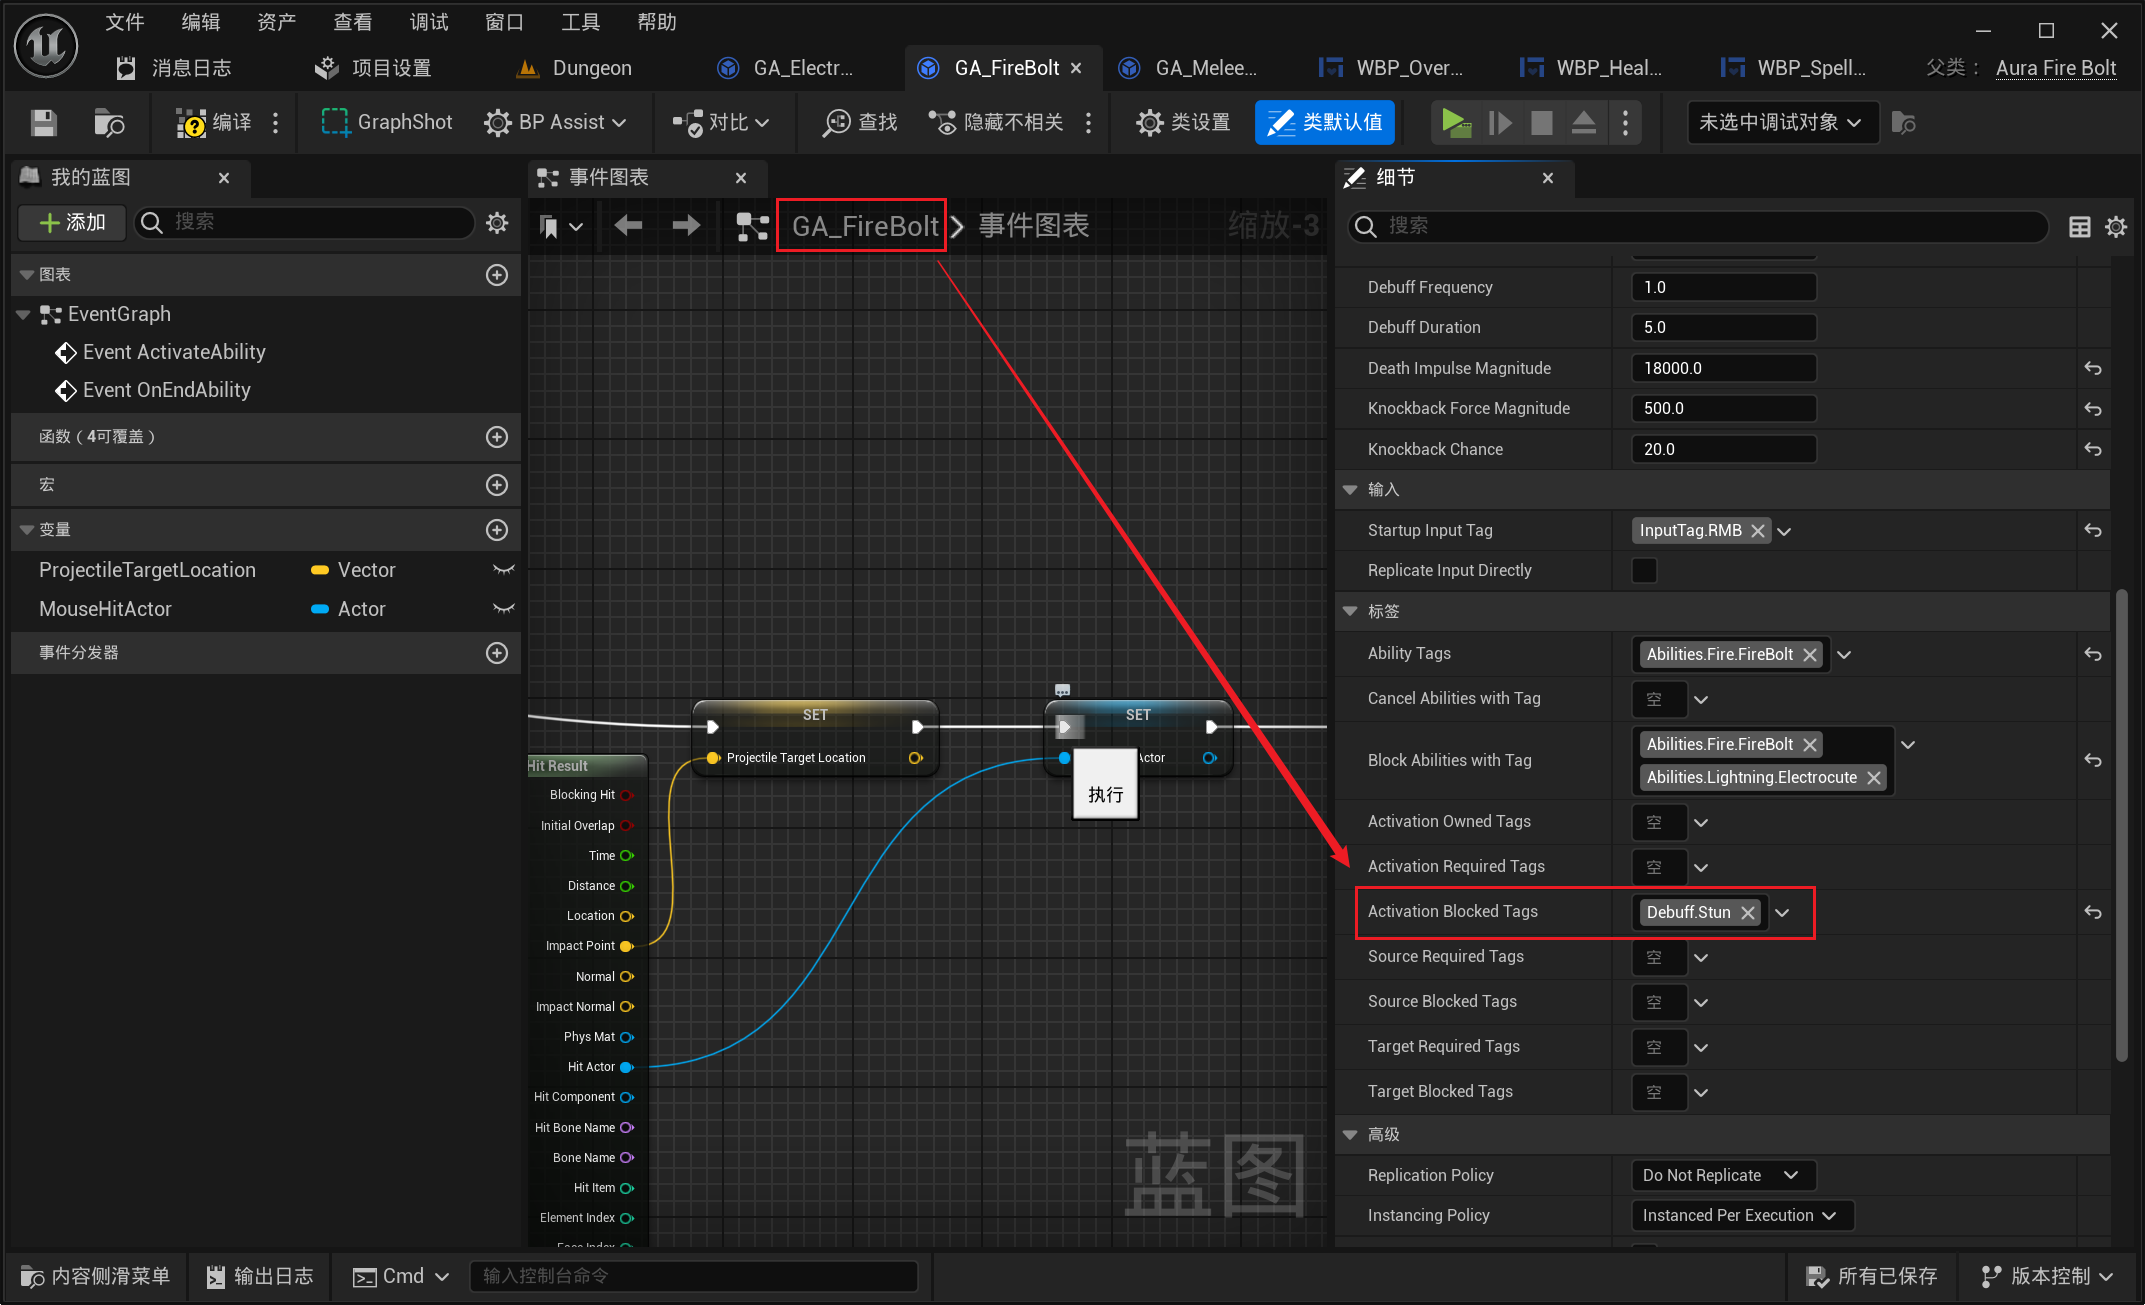 文件 编辑 资产 查看 调试 窗口 工具 帮助
消息日志 项目设置 Dungeon GA_Electr... GA_FireBolt GA_Melee... WBP_Over... WBP_Heal... WBP_Spell... 父类： Aura Fire Bolt
编译 GraphShot BP Assist 对比 查找 隐藏不相关 类设置 类默认值 未选中调试对象
我的蓝图
添加 搜索
图表
EventGraph
Event ActivateAbility
Event OnEndAbility
函数（4可覆盖）
宏
变量
ProjectileTargetLocation Vector
MouseHitActor Actor
事件分发器
事件图表
GA_FireBolt 事件图表 缩放-3
SET
Projectile Target Location
SET
Actor
执行
Hit Result
Blocking Hit
Initial Overlap
Time
Distance
Location
Impact Point
Normal
Impact Normal
Phys Mat
Hit Actor
Hit Component
Hit Bone Name
Bone Name
Hit Item
Element Index
Face Index
蓝图
细节
搜索
Debuff Frequency 1.0
Debuff Duration 5.0
Death Impulse Magnitude 18000.0
Knockback Force Magnitude 500.0
Knockback Chance 20.0
输入
Startup Input Tag InputTag.RMB
Replicate Input Directly
标签
Ability Tags Abilities.Fire.FireBolt
Cancel Abilities with Tag 空
Block Abilities with Tag Abilities.Fire.FireBolt
Abilities.Lightning.Electrocute
Activation Owned Tags 空
Activation Required Tags 空
Activation Blocked Tags Debuff.Stun
Source Required Tags 空
Source Blocked Tags 空
Target Required Tags 空
Target Blocked Tags 空
高级
Replication Policy Do Not Replicate
Instancing Policy Instanced Per Execution
内容侧滑菜单 输出日志 Cmd 输入控制台命令 所有已保存 版本控制